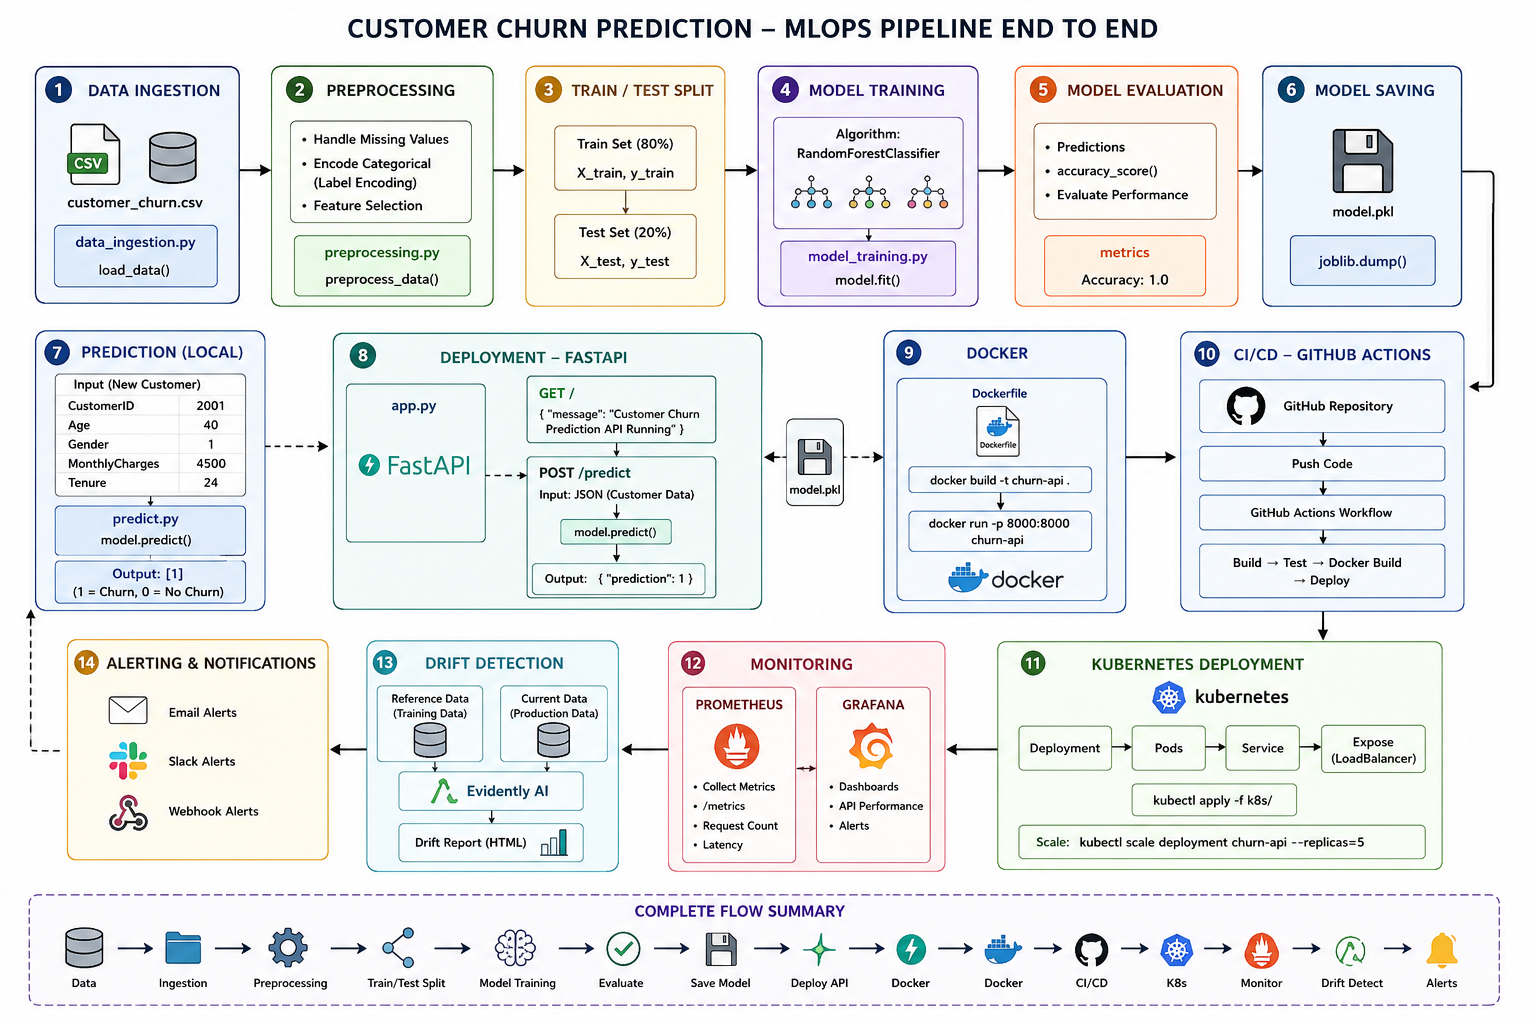 CUSTOMER CHURN PREDICTION – MLOPS PIPELINE END TO END
1 DATA INGESTION
CSV
customer_churn.csv
data_ingestion.py
load_data()
2 PREPROCESSING
• Handle Missing Values
• Encode Categorical
(Label Encoding)
• Feature Selection
preprocessing.py
preprocess_data()
3 TRAIN / TEST SPLIT
Train Set (80%)
X_train, y_train
Test Set (20%)
X_test, y_test
4 MODEL TRAINING
Algorithm:
RandomForestClassifier
model_training.py
model.fit()
5 MODEL EVALUATION
• Predictions
• accuracy_score()
• Evaluate Performance
metrics
Accuracy: 1.0
6 MODEL SAVING
model.pkl
joblib.dump()
7 PREDICTION (LOCAL)
Input (New Customer)
CustomerID 2001
Age 40
Gender 1
MonthlyCharges 4500
Tenure 24
predict.py
model.predict()
Output: [1]
(1 = Churn, 0 = No Churn)
8 DEPLOYMENT – FASTAPI
app.py
FastAPI
GET /
{ "message": "Customer Churn
Prediction API Running" }
POST /predict
Input: JSON (Customer Data)
model.predict()
Output: { "prediction": 1 }
model.pkl
9 DOCKER
Dockerfile
Dockerfile
docker build -t churn-api .
docker run -p 8000:8000
churn-api
docker
10 CI/CD – GITHUB ACTIONS
GitHub Repository
Push Code
GitHub Actions Workflow
Build → Test → Docker Build
→ Deploy
14 ALERTING & NOTIFICATIONS
Email Alerts
Slack Alerts
Webhook Alerts
13 DRIFT DETECTION
Reference Data
(Training Data)
Current Data
(Production Data)
Evidently AI
Drift Report (HTML)
12 MONITORING
PROMETHEUS
• Collect Metrics
• /metrics
• Request Count
• Latency
GRAFANA
• Dashboards
• API Performance
• Alerts
11 KUBERNETES DEPLOYMENT
kubernetes
Deployment
Pods
Service
Expose
(LoadBalancer)
kubectl apply -f k8s/
Scale: kubectl scale deployment churn-api --replicas=5
COMPLETE FLOW SUMMARY
Data
Ingestion
Preprocessing
Train/Test Split
Model Training
Evaluate
Save Model
Deploy API
Docker
Docker
CI/CD
K8s
Monitor
Drift Detect
Alerts